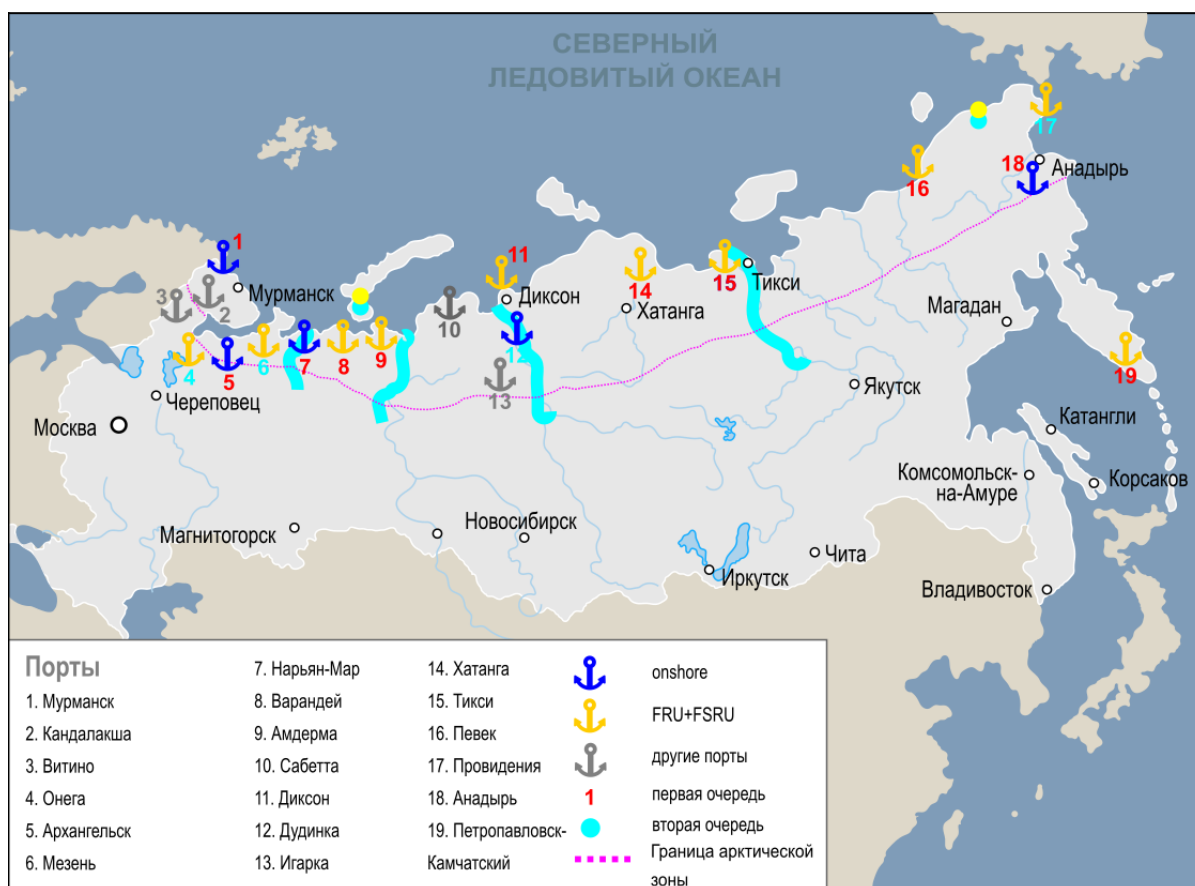 СЕВЕРНЫЙ
ЛЕДОВИТЫЙ ОКЕАН
17
18
Анадырь
16
1
11
3
2
Мурманск
Диксон
10
14
Хатанга
15
Тикси
Магадан
4
5
6
7
8
9
12
13
19
Череповец
Якутск
Москва
Катангли
Комсомольск-
на-Амуре
Корсаков
Магнитогорск
Новосибирск
Чита
Иркутск
Владивосток
Порты
1. Мурманск
2. Кандалакша
3. Витино
4. Онега
5. Архангельск
6. Мезень
7. Нарьян-Мар
8. Варандей
9. Амдерма
10. Сабетта
11. Диксон
12. Дудинка
13. Игарка
14. Хатанга
15. Тикси
16. Певек
17. Провидения
18. Анадырь
19. Петропавловск-
Камчатский
onshore
FRU+FSRU
другие порты
1 первая очередь
вторая очередь
Граница арктической
зоны